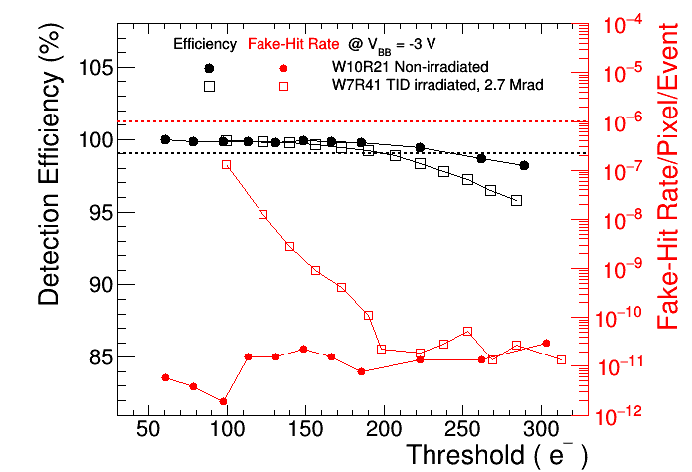 Efficiency Fake-Hit Rate @ V_BB = -3 V
W10R21 Non-irradiated
W7R41 TID irradiated, 2.7 Mrad
Detection Efficiency (%)
105
100
95
90
85
50 100 150 200 250 300
Threshold ( e⁻ )
10⁻⁴
10⁻⁵
10⁻⁶
10⁻⁷
10⁻⁸
10⁻⁹
10⁻¹⁰
10⁻¹¹
10⁻¹²
Fake-Hit Rate/Pixel/Event